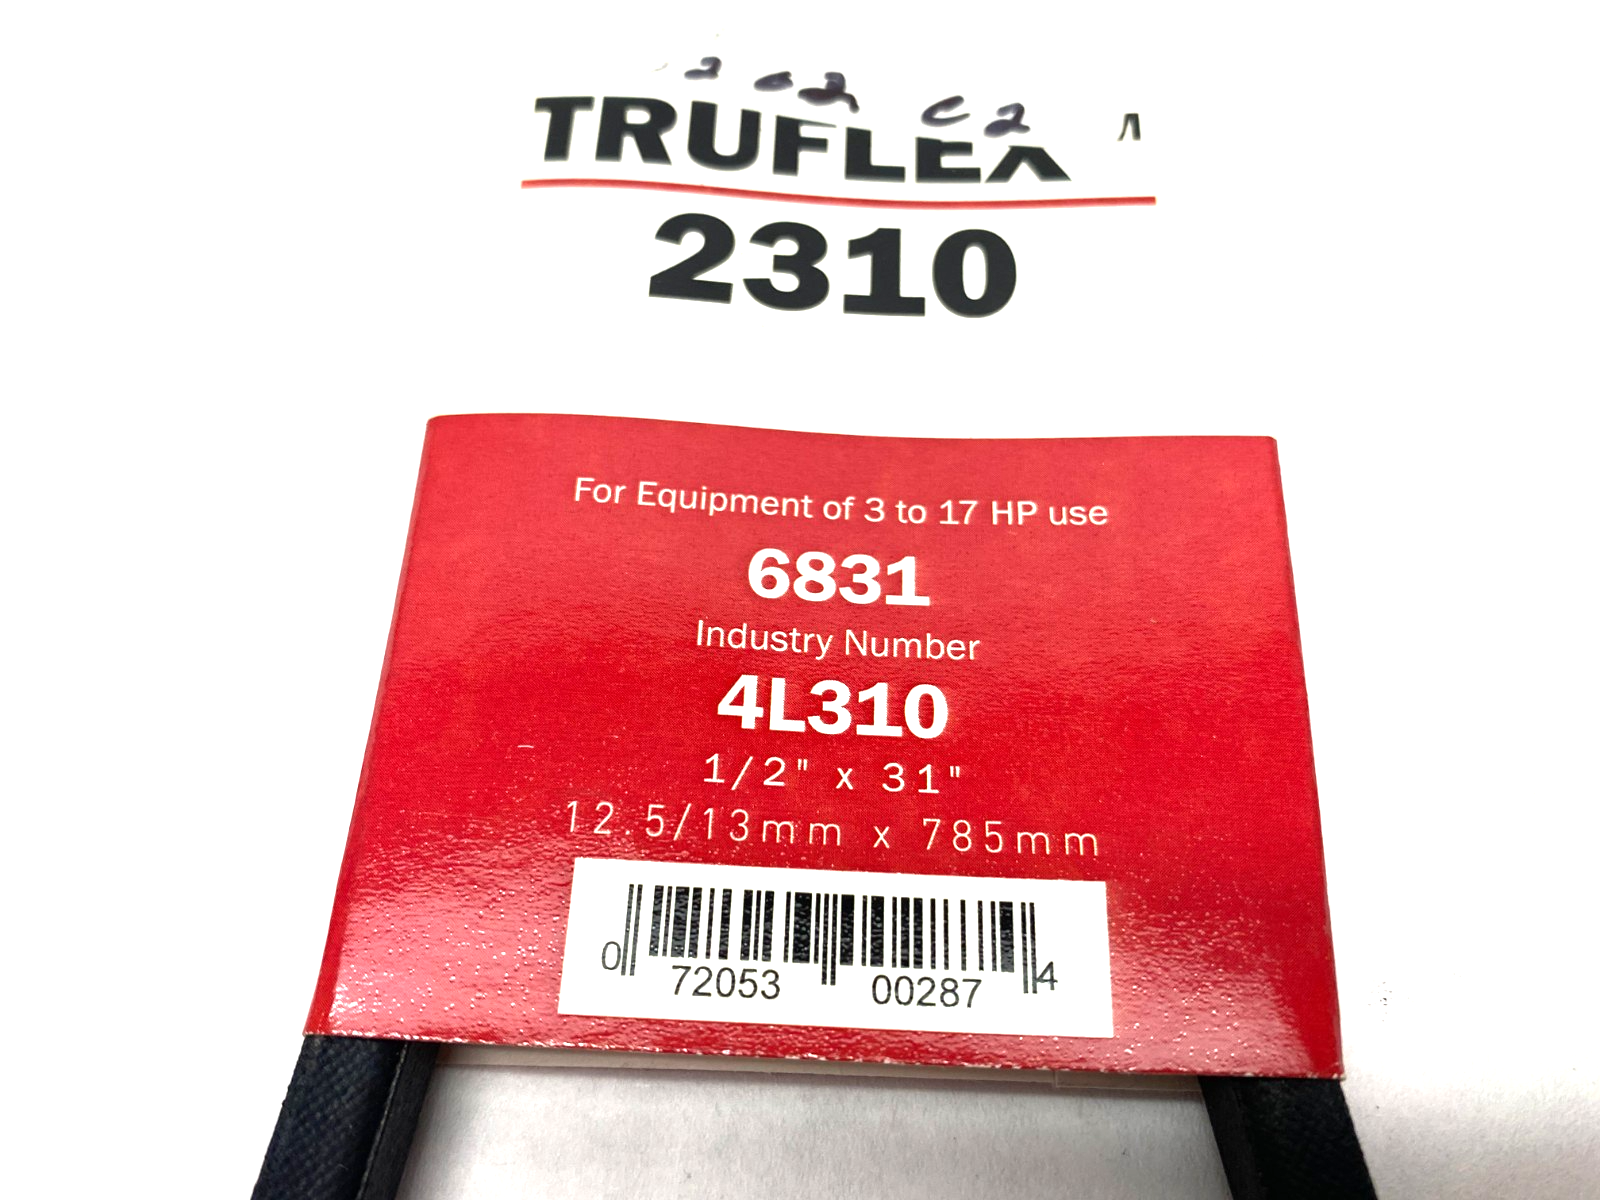 TRUFLEX
2310
For Equipment of 3 to 17 HP use
6831
Industry Number
4L310
1/2" x 31"
12.5/13mm x 785mm
0 72053 00287 4